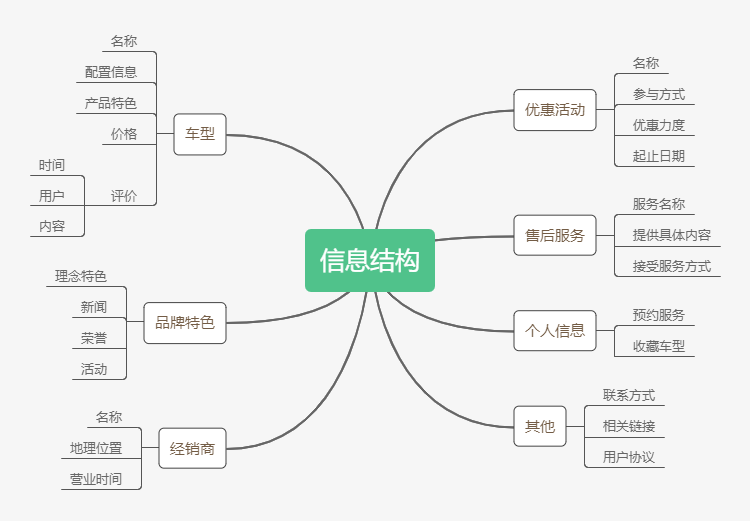 信息结构
车型
名称
配置信息
产品特色
价格
评价
时间
用户
内容
品牌特色
理念特色
新闻
荣誉
活动
经销商
名称
地理位置
营业时间
优惠活动
名称
参与方式
优惠力度
起止日期
售后服务
服务名称
提供具体内容
接受服务方式
个人信息
预约服务
收藏车型
其他
联系方式
相关链接
用户协议